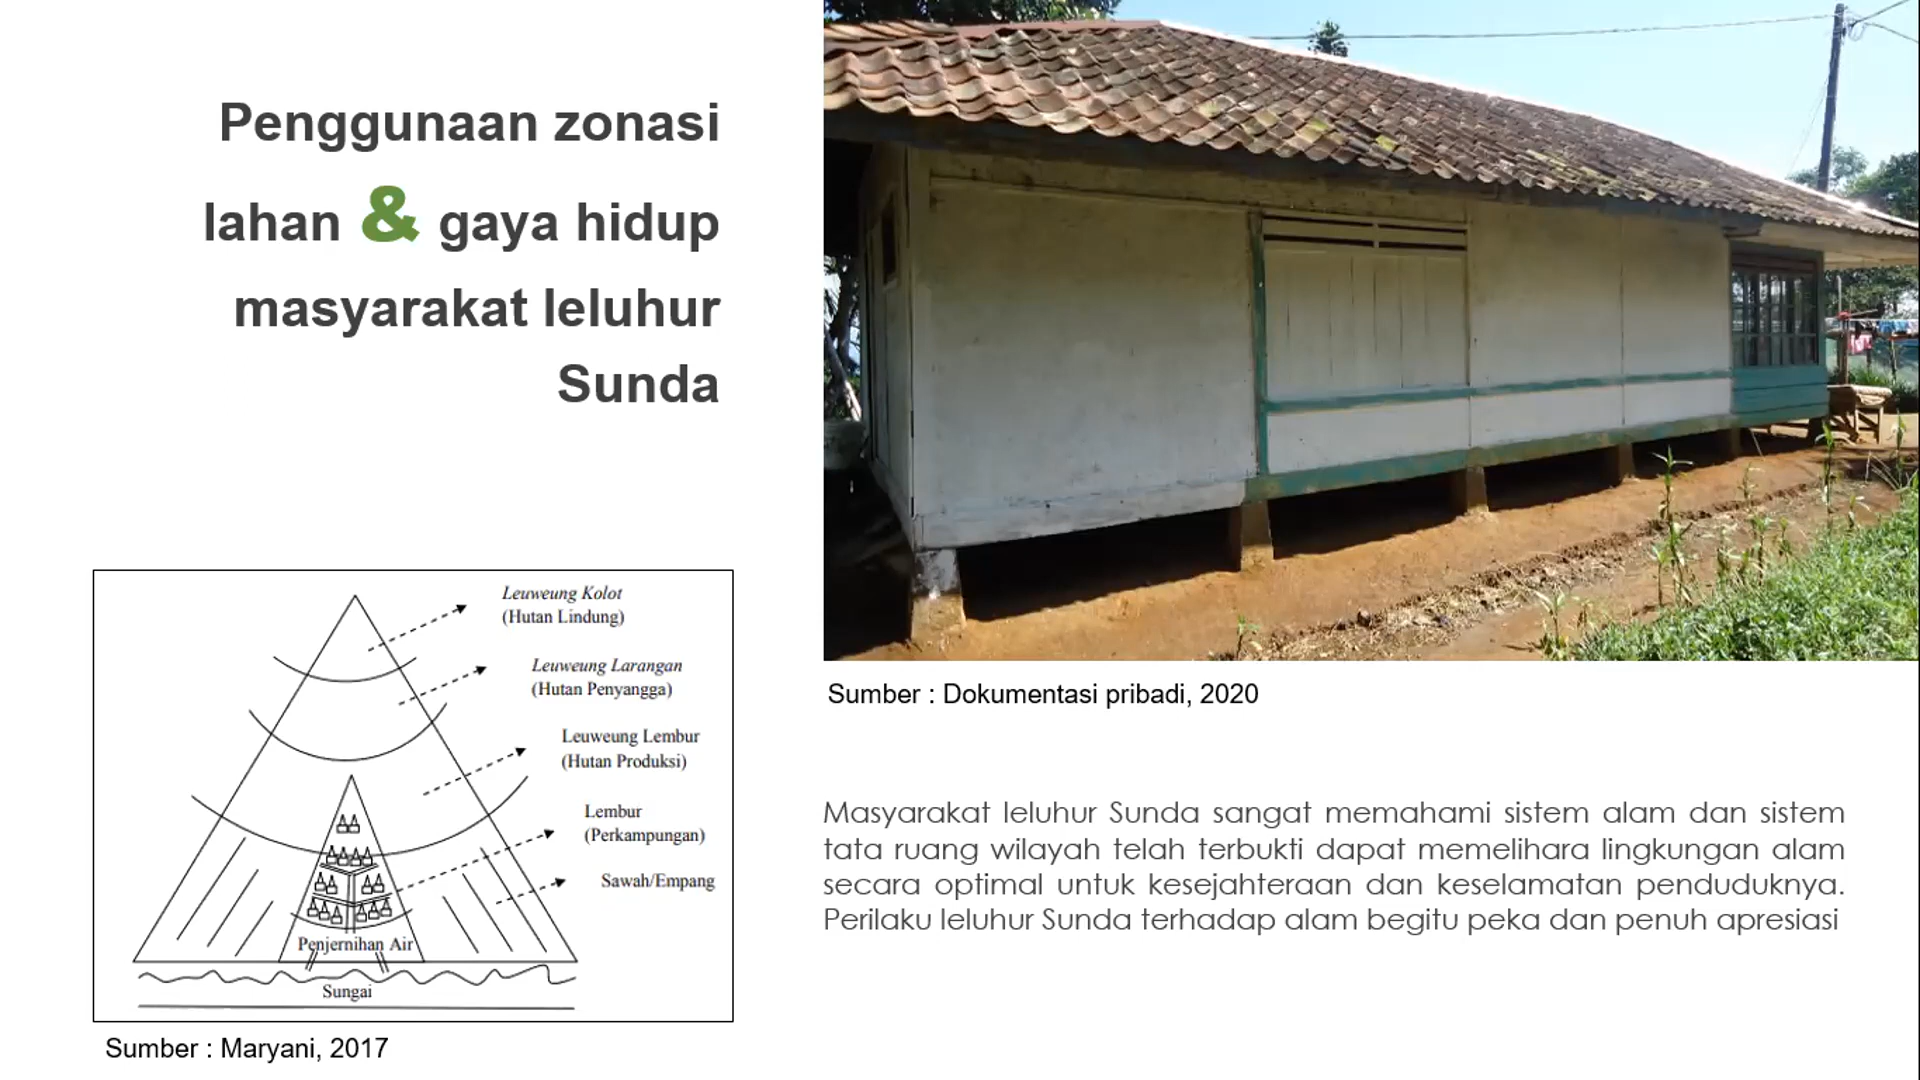 Penggunaan zonasi
lahan & gaya hidup
masyarakat leluhur
Sunda
Leuweung Kolot
(Hutan Lindung)
Leuweung Larangan
(Hutan Penyangga)
Leuweung Lembur
(Hutan Produksi)
Lembur
(Perkampungan)
Sawah/Empang
Penjernihan Air
Sungai
Sumber : Maryani, 2017
Sumber : Dokumentasi pribadi, 2020
Masyarakat leluhur Sunda sangat memahami sistem alam dan sistem
tata ruang wilayah telah terbukti dapat memelihara lingkungan alam
secara optimal untuk kesejahteraan dan keselamatan penduduknya.
Perilaku leluhur Sunda terhadap alam begitu peka dan penuh apresiasi